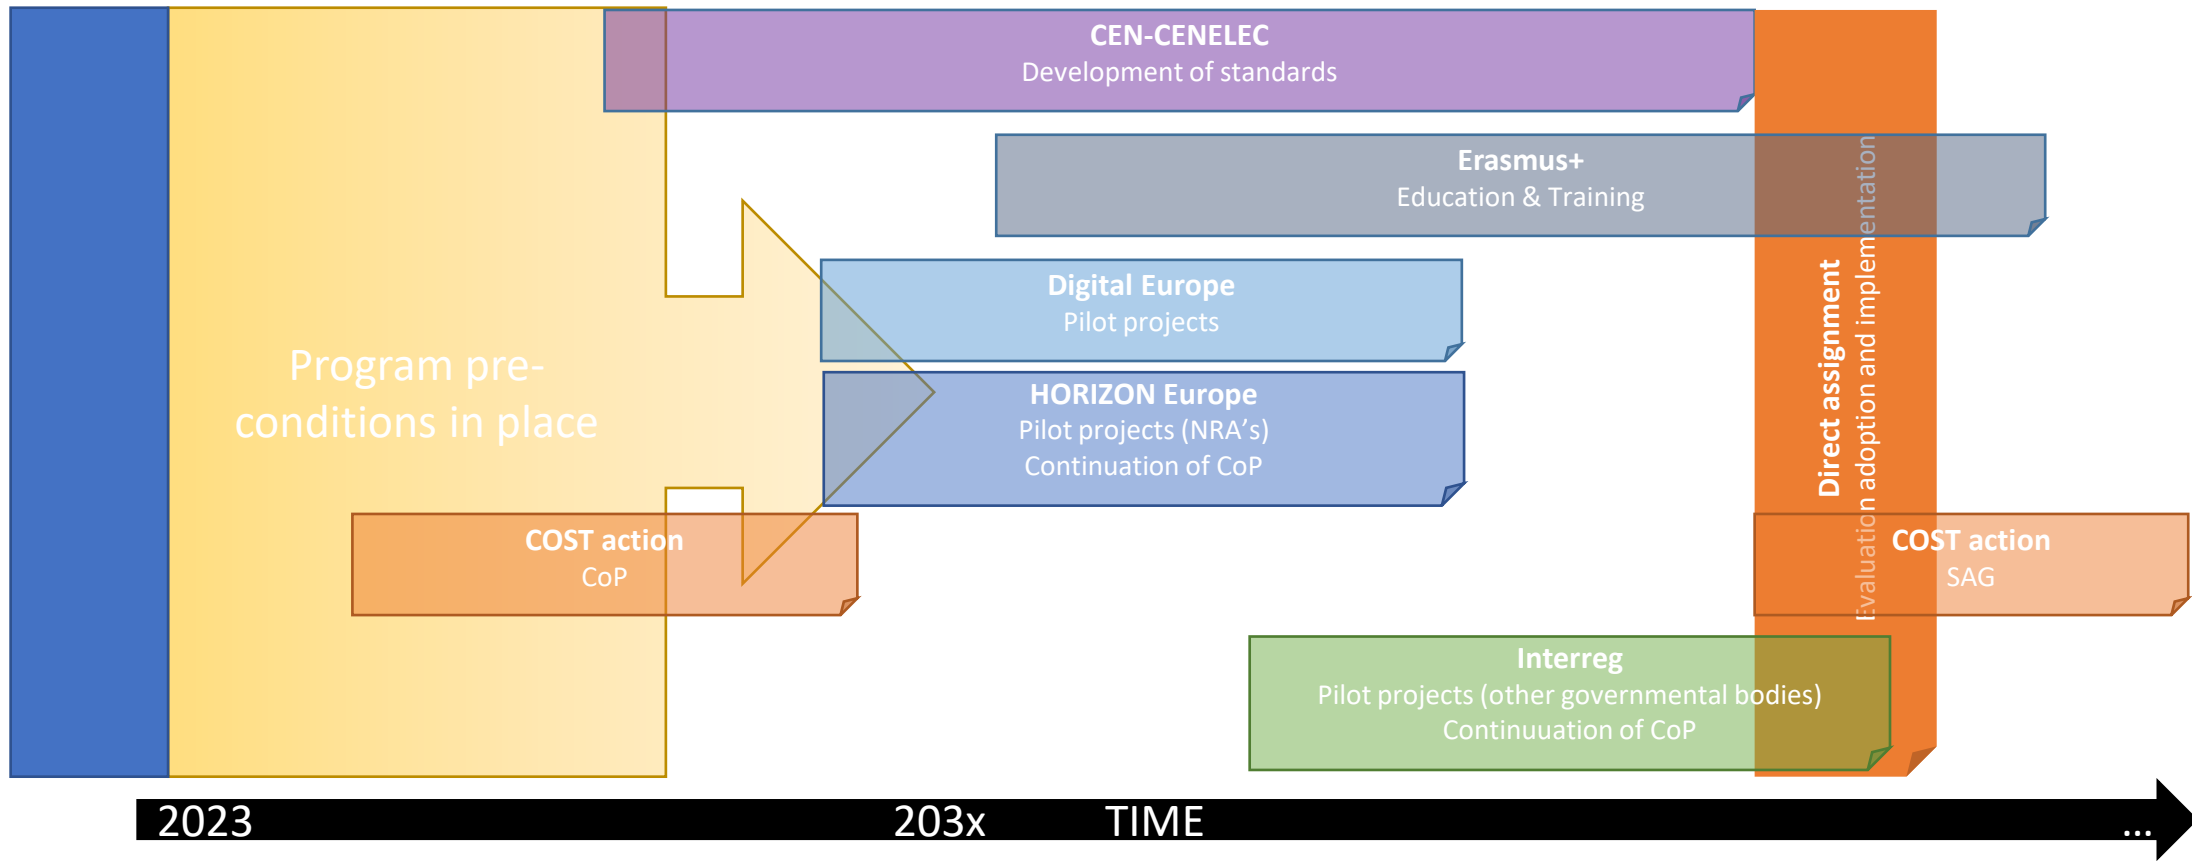 CEN-CENELEC
Development of standards
Erasmus+
Education & Training
Digital Europe
Pilot projects
Program pre-
conditions in place
HORIZON Europe
Pilot projects (NRA's)
Continuation of CoP
Direct assignment
Evaluation adoption and implementation
COST action
CoP
COST action
SAG
Interreg
Pilot projects (other governmental bodies)
Continuuation of CoP
2023
203x
TIME
...